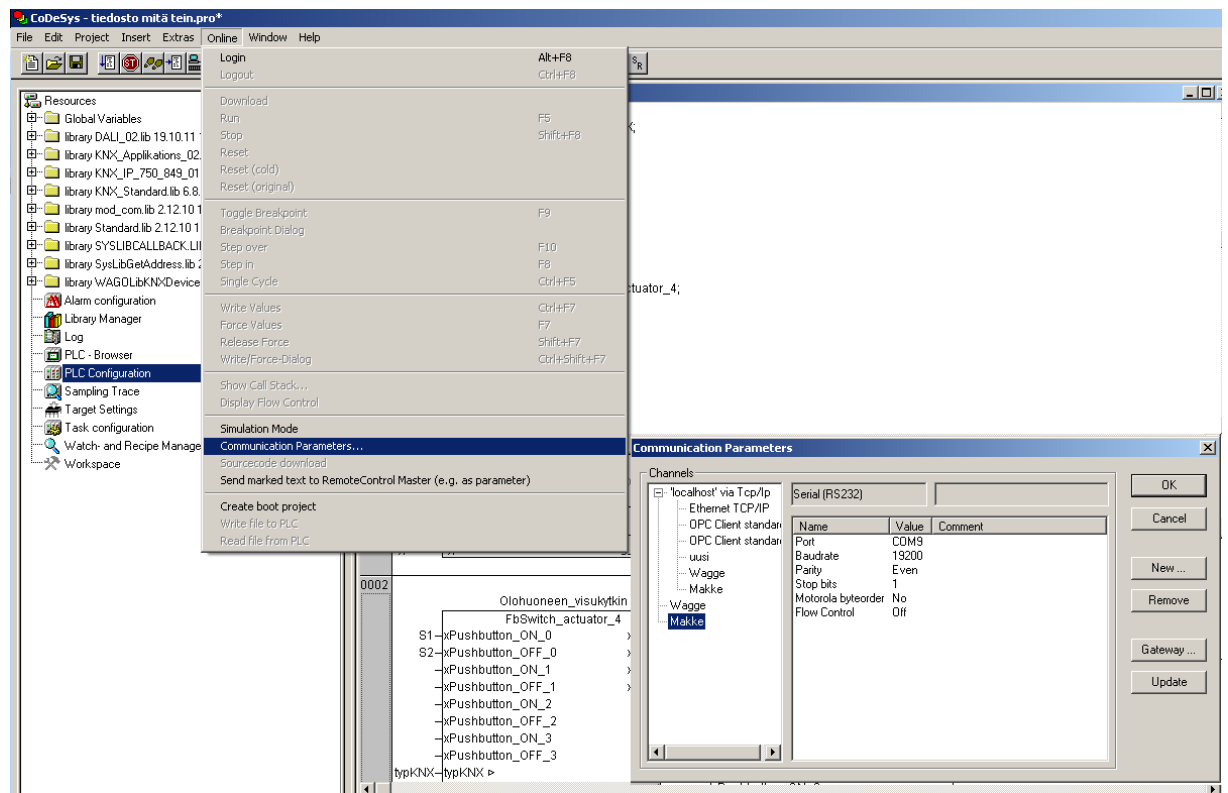 CoDeSys - tiedosto mitä tein.pro*
File Edit Project Insert Extras Online Window Help
Resources
Global Variables
library DALI_02.lib 19.10.11
library KNX_Applikations_02.
library KNX_IP_750_849_01
library KNX_Standard.lib 6.8.
library mod_com.lib 2.12.10 1
library Standard.lib 2.12.10 1
library SYSLIBCALLBACK.LI
library SysLibGetAddress.lib 2
library WAGOLibKNXDevice
Alarm configuration
Library Manager
Log
PLC - Browser
PLC Configuration
Sampling Trace
Target Settings
Task configuration
Watch- and Recipe Manage
Workspace
Login Alt+F8
Logout Ctrl+F8
Download
Run F5
Stop Shift+F8
Reset
Reset (cold)
Reset (original)
Toggle Breakpoint F9
Breakpoint Dialog
Step over F10
Step in F8
Single Cycle Ctrl+F5
Write Values Ctrl+F7
Force Values F7
Release Force Shift+F7
Write/Force-Dialog Ctrl+Shift+F7
Show Call Stack...
Display Flow Control
Simulation Mode
Communication Parameters...
Sourcecode download
Send marked text to RemoteControl Master (e.g. as parameter)
Create boot project
Write file to PLC
Read file from PLC
tuator_4;
0002
Olohuoneen_visukytkin
FbSwitch_actuator_4
S1 xPushbutton_ON_0
S2 xPushbutton_OFF_0
xPushbutton_ON_1
xPushbutton_OFF_1
xPushbutton_ON_2
xPushbutton_OFF_2
xPushbutton_ON_3
xPushbutton_OFF_3
typKNX typKNX
Communication Parameters
Channels
'localhost' via Tcp/Ip
Ethernet TCP/IP
OPC Client standar
OPC Client standar
uusi
Wagge
Makke
Wagge
Makke
Serial (RS232)
Name Value Comment
Port COM9
Baudrate 19200
Parity Even
Stop bits 1
Motorola byteorder No
Flow Control Off
OK
Cancel
New ...
Remove
Gateway ...
Update